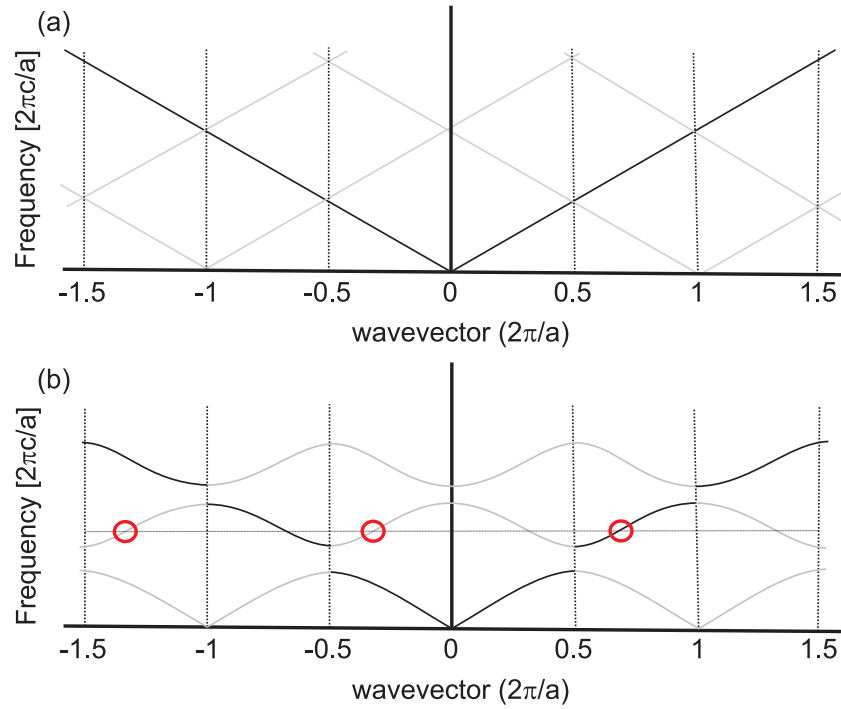 (a)
Frequency [2πc/a]
-1.5 -1 -0.5 0 0.5 1 1.5
wavevector (2π/a)
(b)
Frequency [2πc/a]
-1.5 -1 -0.5 0 0.5 1 1.5
wavevector (2π/a)